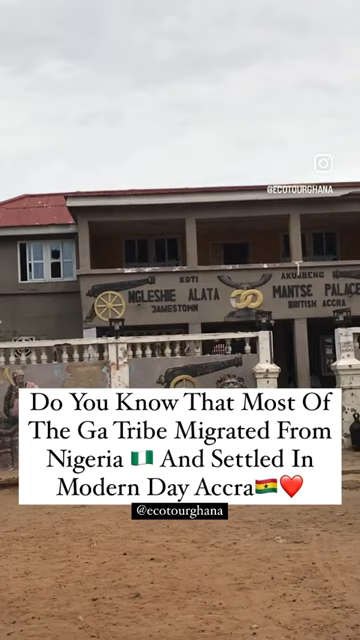 @ECOTOURGHANA
KOTI
AKUABENG
NGLESHIE ALATA
MANTSE PALACE
JAMESTOWN
BRITISH ACCRA
Do You Know That Most Of
The Ga Tribe Migrated From
Nigeria 🇳🇬 And Settled In
Modern Day Accra🇬🇭❤️
@ecotourghana